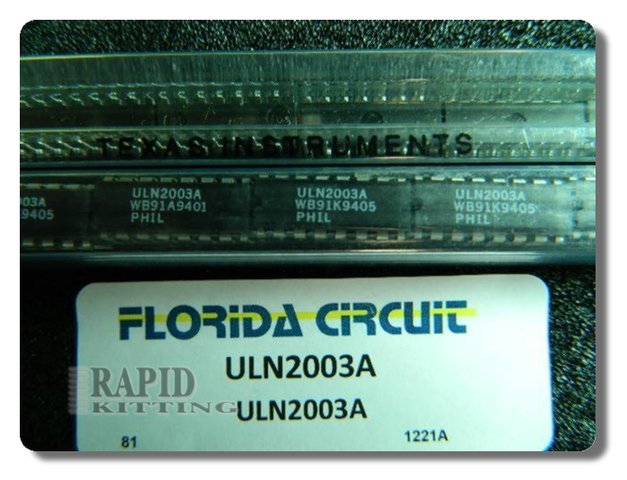 TEXAS INSTRUMENTS
03A
9405
ULN2003A
WB91A9401
PHIL
ULN2003A
WB91K9405
PHIL
ULN2003A
WB91K9405
PHIL
FLORIDA CIRCUIT
ULN2003A
RAPID
KITTING
ULN2003A
81
1221A